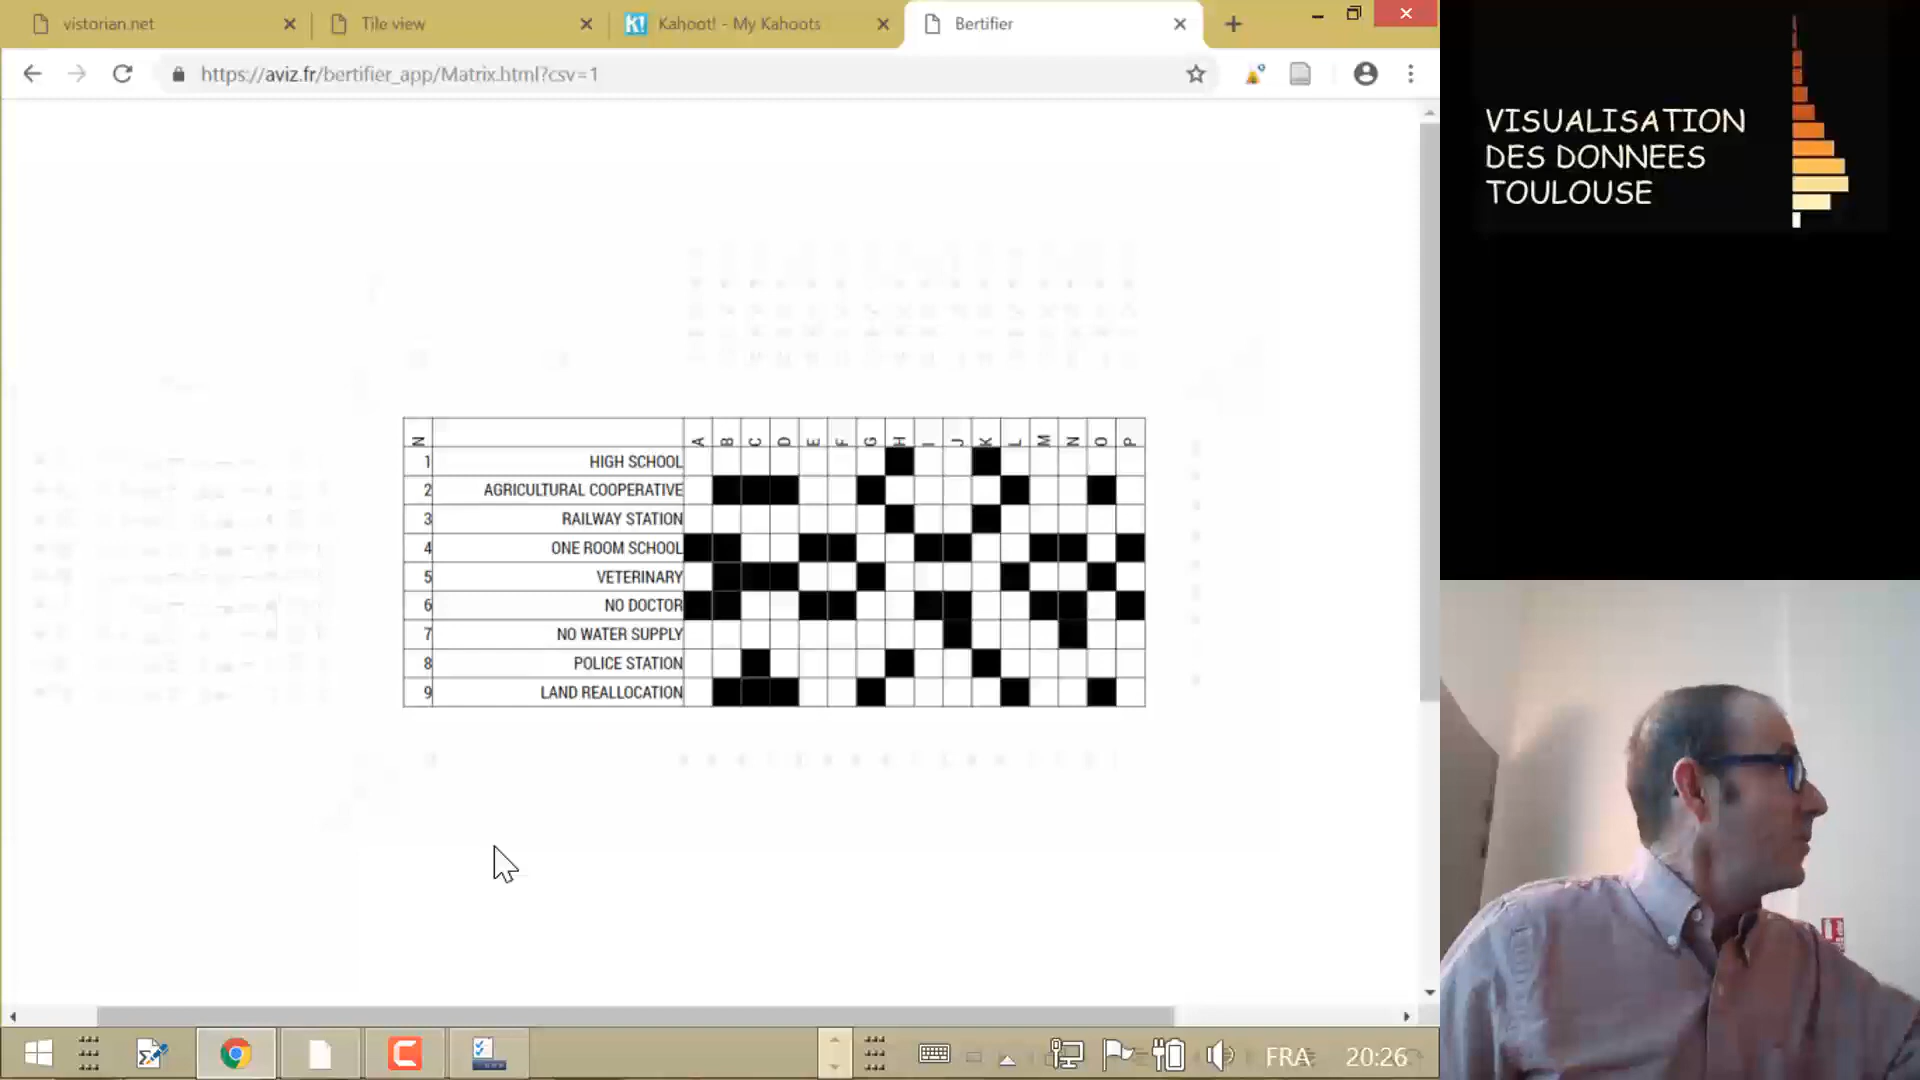 vistorian.net
Tile view
K! Kahoot! - My Kahoots
Bertifier
https://aviz.fr/bertifier_app/Matrix.html?csv=1
VISUALISATION
DES DONNEES
TOULOUSE
N A B C D E F G H I J K L M N O P
1 HIGH SCHOOL
2 AGRICULTURAL COOPERATIVE
3 RAILWAY STATION
4 ONE ROOM SCHOOL
5 VETERINARY
6 NO DOCTOR
7 NO WATER SUPPLY
8 POLICE STATION
9 LAND REALLOCATION
FRA 20:26